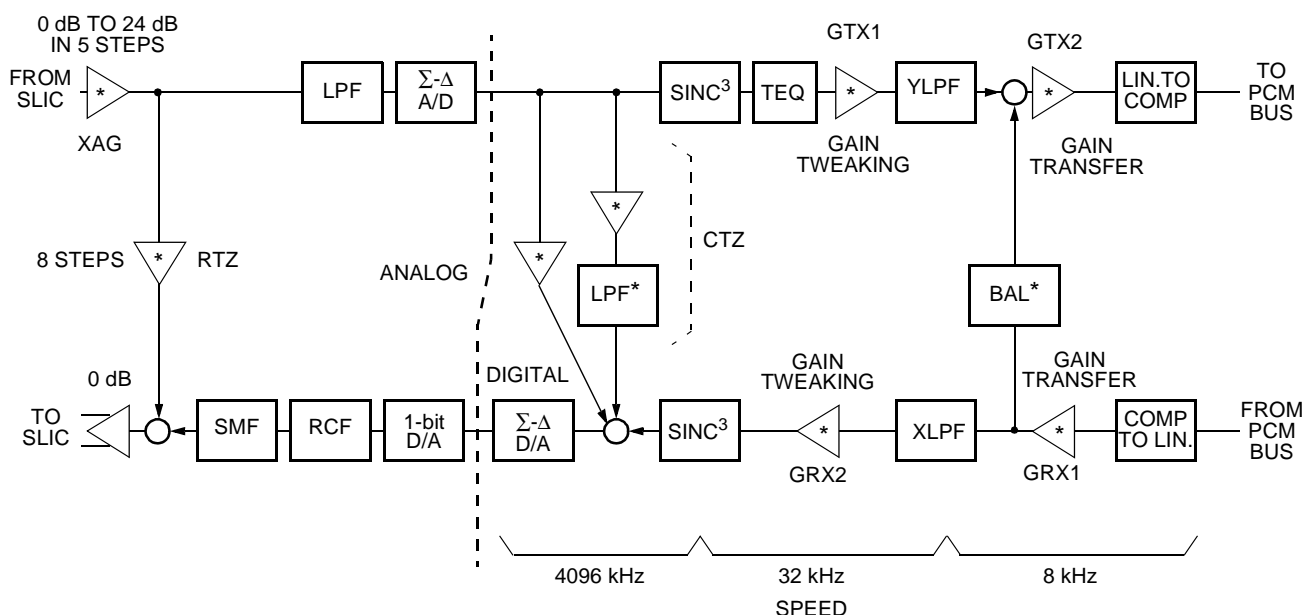 0 dB TO 24 dB
IN 5 STEPS
FROM
SLIC
*
XAG
LPF
Σ-Δ
A/D
SINC³
TEQ
GTX1
*
GAIN
TWEAKING
YLPF
GTX2
*
GAIN
TRANSFER
LIN.TO
COMP
TO
PCM
BUS
8 STEPS
*
RTZ
ANALOG
*
*
LPF*
CTZ
BAL*
DIGITAL
0 dB
TO
SLIC
SMF
RCF
1-bit
D/A
Σ-Δ
D/A
SINC³
GAIN
TWEAKING
*
GRX2
XLPF
GAIN
TRANSFER
*
GRX1
COMP
TO LIN.
FROM
PCM
BUS
4096 kHz
32 kHz
8 kHz
SPEED